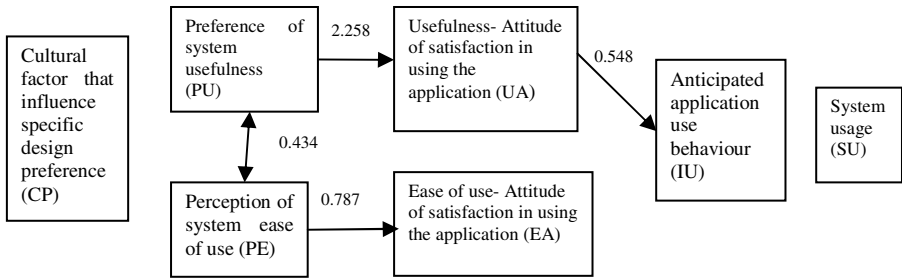 Cultural
factor that
influence
specific
design
preference
(CP)
Preference of
system
usefulness
(PU)
2.258
Usefulness- Attitude
of satisfaction in
using the
application (UA)
0.548
Anticipated
application
use
behaviour
(IU)
System
usage
(SU)
0.434
Perception of
system ease
of use (PE)
0.787
Ease of use- Attitude
of satisfaction in using
the application (EA)